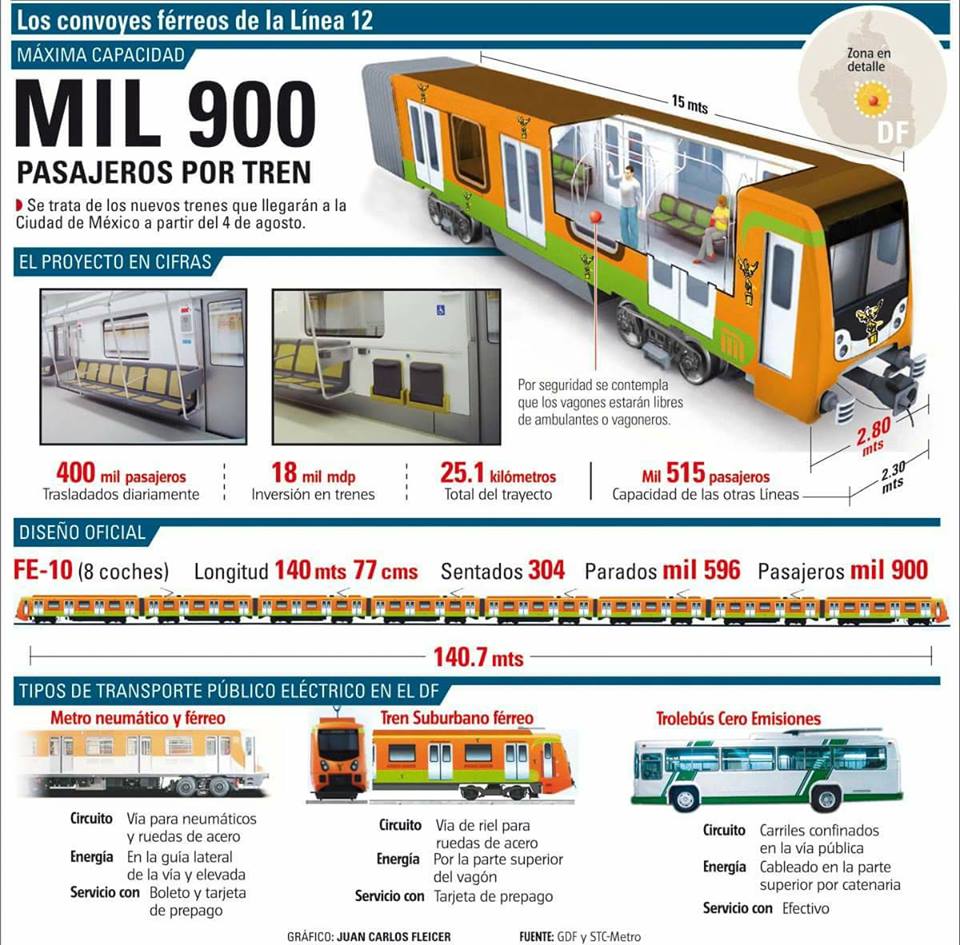 Los convoyes férreos de la Línea 12
MÁXIMA CAPACIDAD
MIL 900
PASAJEROS POR TREN
Se trata de los nuevos trenes que llegarán a la
Ciudad de México a partir del 4 de agosto.
15 mts
Zona en
detalle
DF
EL PROYECTO EN CIFRAS
Por seguridad se contempla
que los vagones estarán libres
de ambulantes o vagoneros.
2.80
mts
2.30
mts
400 mil pasajeros
Trasladados diariamente
18 mil mdp
Inversión en trenes
25.1 kilómetros
Total del trayecto
Mil 515 pasajeros
Capacidad de las otras Líneas
DISEÑO OFICIAL
FE-10 (8 coches) Longitud 140 mts 77 cms Sentados 304 Parados mil 596 Pasajeros mil 900
140.7 mts
TIPOS DE TRANSPORTE PÚBLICO ELÉCTRICO EN EL DF
Metro neumático y férreo
Circuito Vía para neumáticos
y ruedas de acero
Energía En la guía lateral
de la vía y elevada
Servicio con Boleto y tarjeta
de prepago
Tren Suburbano férreo
Circuito Vía de riel para
ruedas de acero
Energía Por la parte superior
del vagón
Servicio con Tarjeta de prepago
Trolebús Cero Emisiones
Circuito Carriles confinados
en la vía pública
Energía Cableado en la parte
superior por catenaria
Servicio con Efectivo
GRÁFICO: JUAN CARLOS FLEICER
FUENTE: GDF y STC-Metro